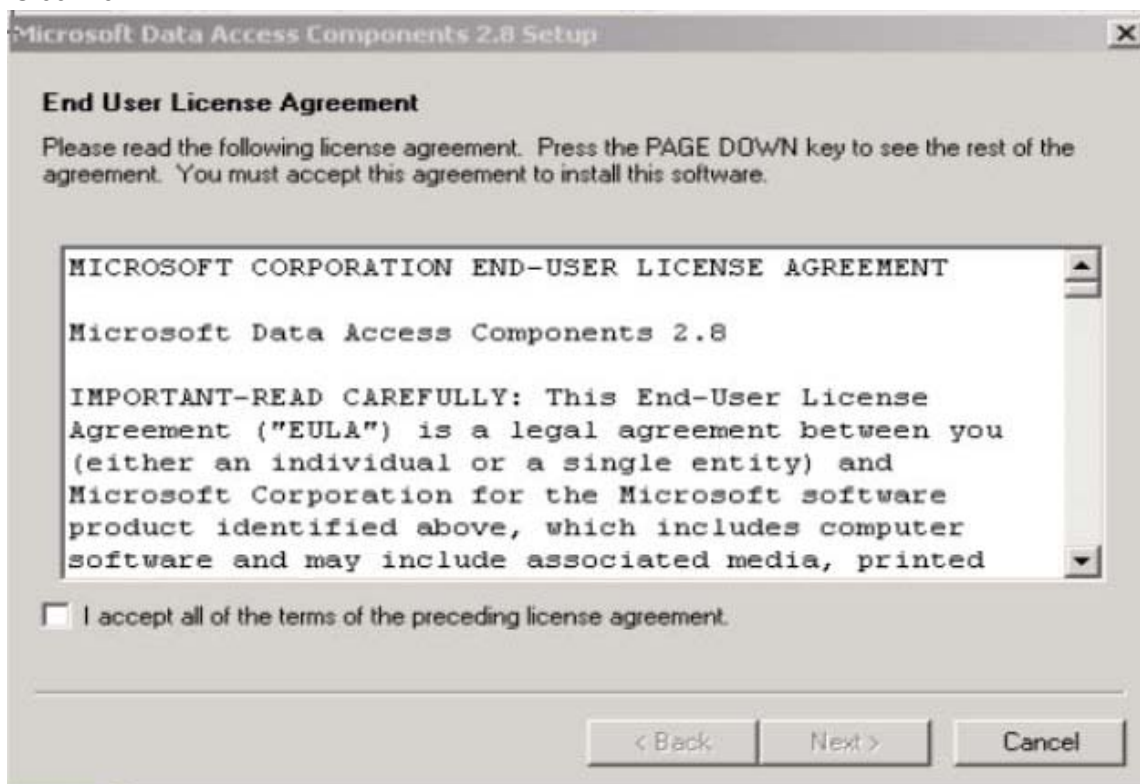 Microsoft Data Access Components 2.8 Setup
End User License Agreement
Please read the following license agreement. Press the PAGE DOWN key to see the rest of the
agreement. You must accept this agreement to install this software.
MICROSOFT CORPORATION END-USER LICENSE AGREEMENT
Microsoft Data Access Components 2.8
IMPORTANT-READ CAREFULLY: This End-User License
Agreement ("EULA") is a legal agreement between you
(either an individual or a single entity) and
Microsoft Corporation for the Microsoft software
product identified above, which includes computer
software and may include associated media, printed
I accept all of the terms of the preceding license agreement.
< Back
Next >
Cancel